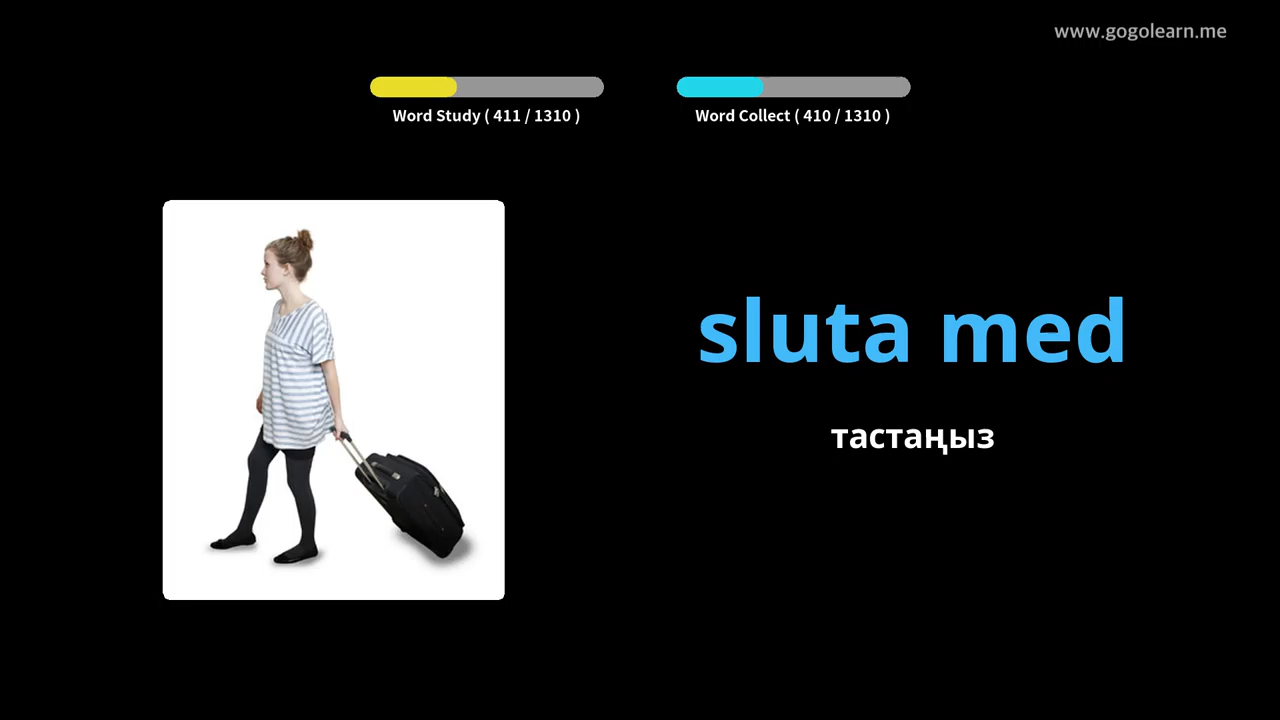 www.gogolearn.me
Word Study ( 411 / 1310 )
Word Collect ( 410 / 1310 )
sluta med
тастаңыз